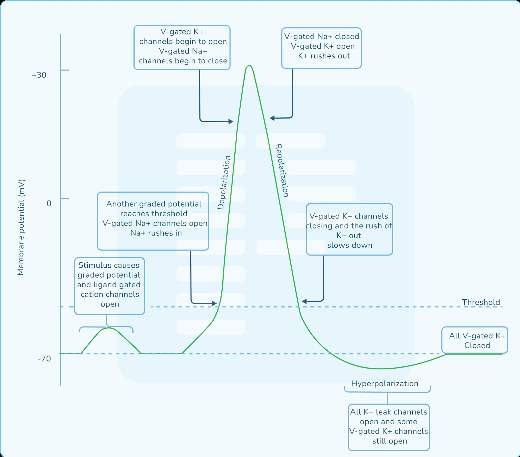 V-gated K+
channels begin to open
V-gated Na+
channels begin to close
V-gated Na+ closed
V-gated K+ open
K+ rushes out
+30
Depolarization
Repolarization
Membrane potential (mV)
0
Another graded potential
reaches threshold
V-gated Na+ channels open
Na+ rushes in
V-gated K+ channels
closing and the rush of
K+ out
slows down
Stimulus causes
graded potential
and ligand gated
cation channels
open
Threshold
All V-gated K+
Closed
-70
Hyperpolarization
All K+ leak channels
open and some
V-gated K+ channels
still open